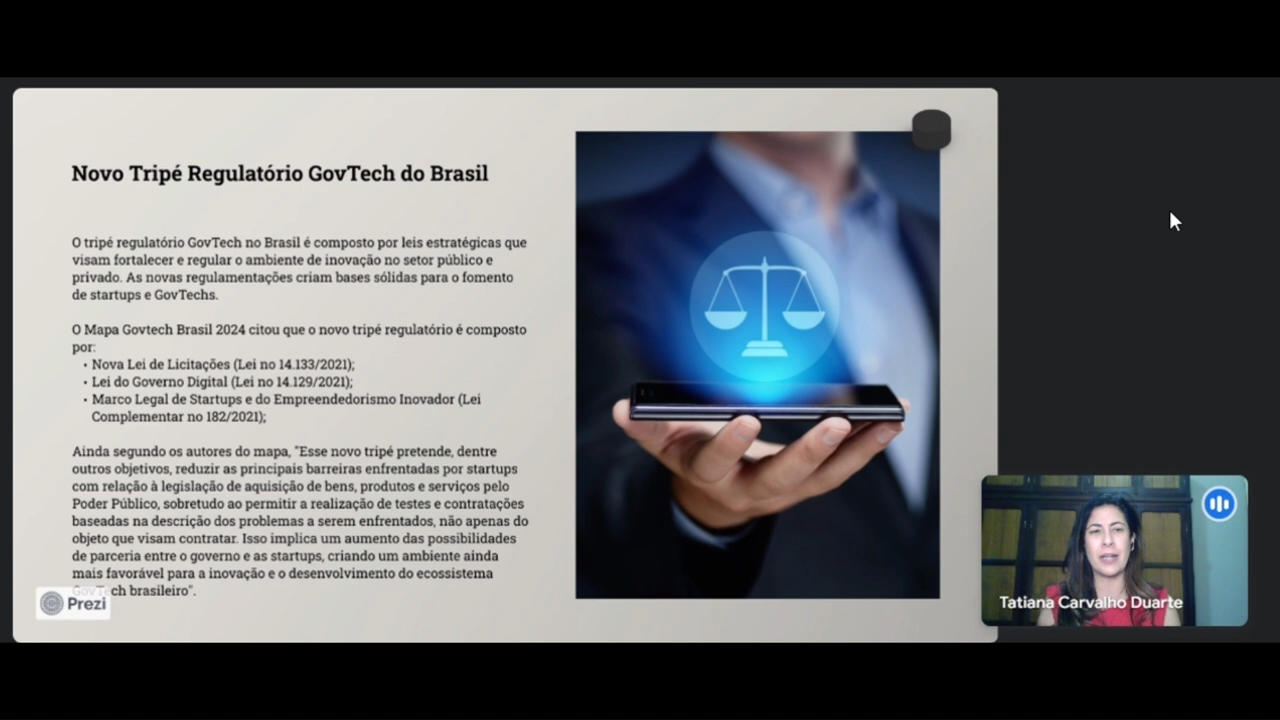 Novo Tripé Regulatório GovTech do Brasil
O tripé regulatório GovTech no Brasil é composto por leis estratégicas que
visam fortalecer e regular o ambiente de inovação no setor público e
privado. As novas regulamentações criam bases sólidas para o fomento
de startups e GovTechs.
O Mapa Govtech Brasil 2024 citou que o novo tripé regulatório é composto
por:
• Nova Lei de Licitações (Lei no 14.133/2021);
• Lei do Governo Digital (Lei no 14.129/2021);
• Marco Legal de Startups e do Empreendedorismo Inovador (Lei
Complementar no 182/2021);
Ainda segundo os autores do mapa, "Esse novo tripé pretende, dentre
outros objetivos, reduzir as principais barreiras enfrentadas por startups
com relação à legislação de aquisição de bens, produtos e serviços pelo
Poder Público, sobretudo ao permitir a realização de testes e contratações
baseadas na descrição dos problemas a serem enfrentados, não apenas do
objeto que visam contratar. Isso implica um aumento das possibilidades
de parceria entre o governo e as startups, criando um ambiente ainda
mais favorável para a inovação e o desenvolvimento do ecossistema
GovTech brasileiro".
Prezi
Tatiana Carvalho Duarte